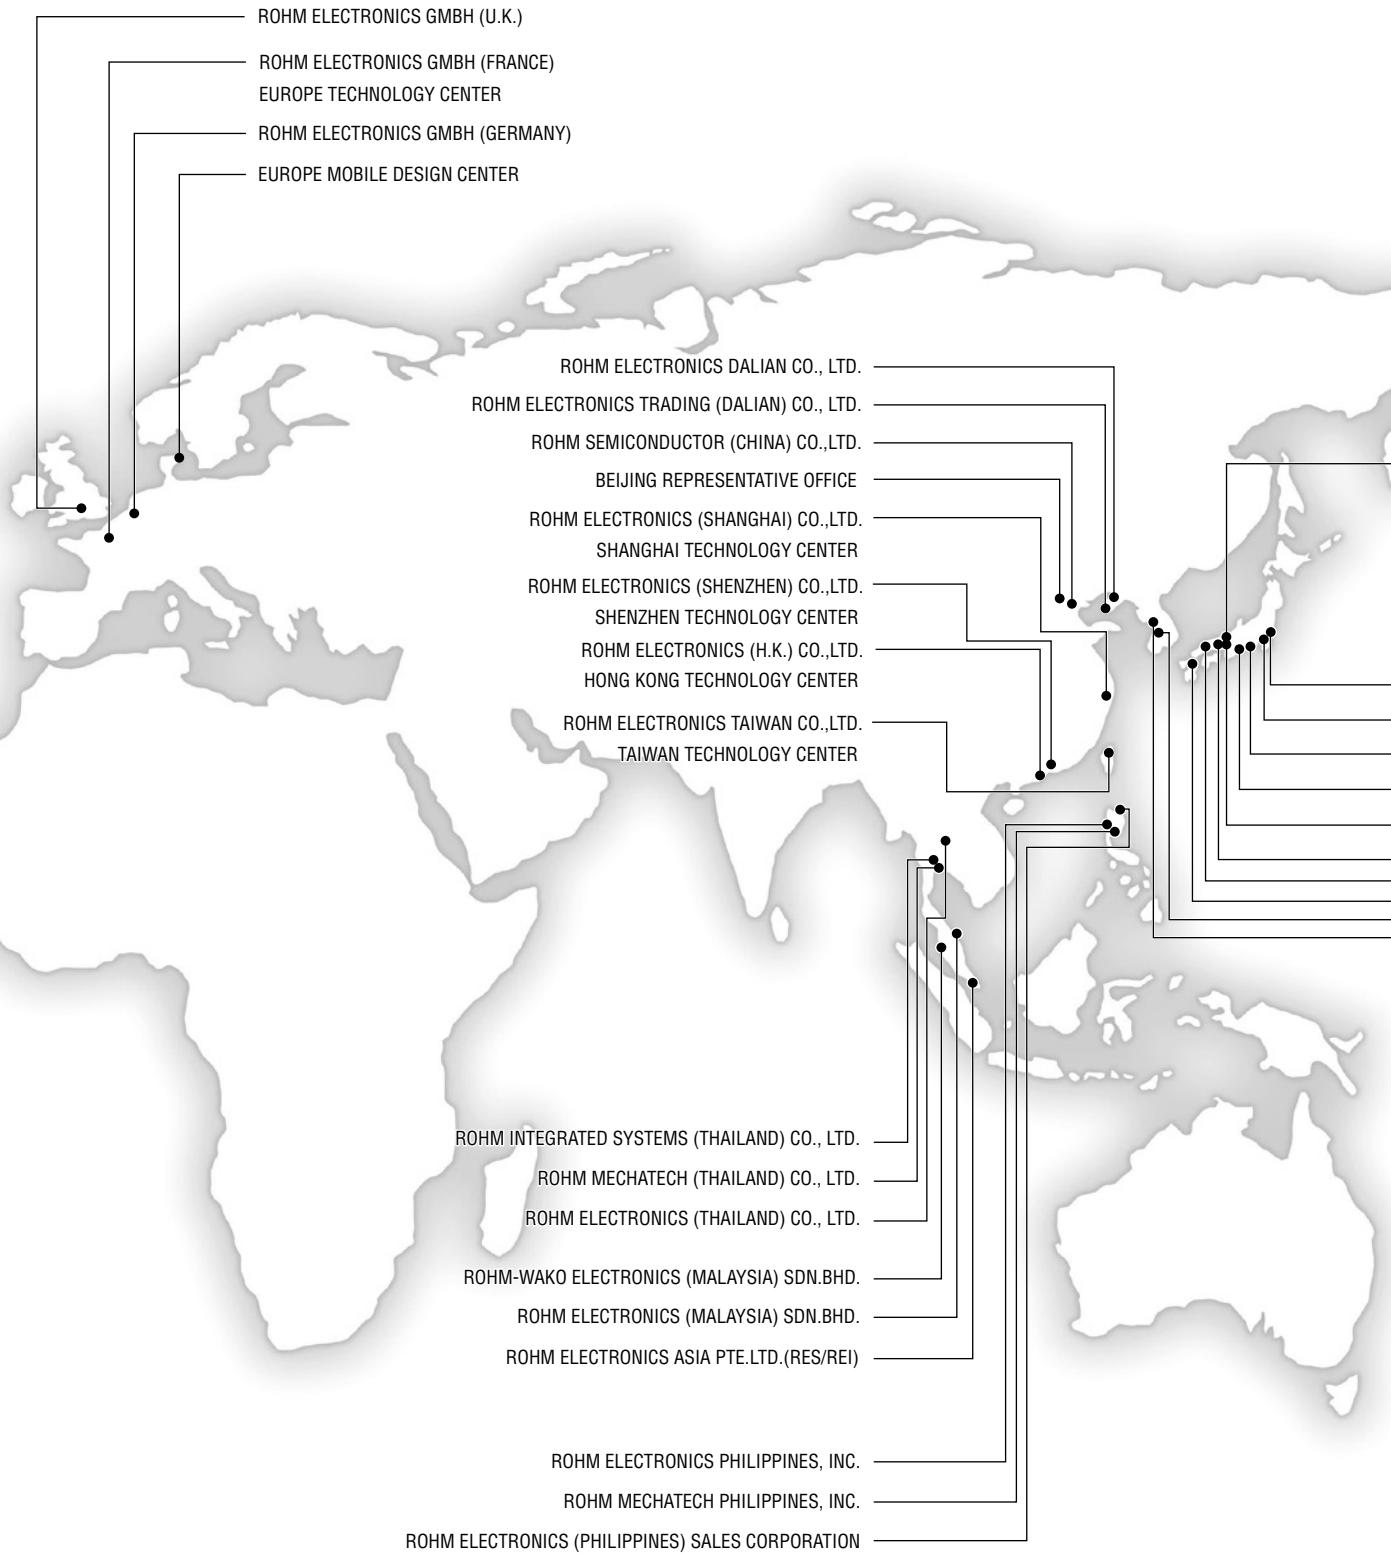 ROHM ELECTRONICS GMBH (U.K.)
ROHM ELECTRONICS GMBH (FRANCE)
EUROPE TECHNOLOGY CENTER
ROHM ELECTRONICS GMBH (GERMANY)
EUROPE MOBILE DESIGN CENTER
ROHM ELECTRONICS DALIAN CO., LTD.
ROHM ELECTRONICS TRADING (DALIAN) CO., LTD.
ROHM SEMICONDUCTOR (CHINA) CO.,LTD.
BEIJING REPRESENTATIVE OFFICE
ROHM ELECTRONICS (SHANGHAI) CO.,LTD.
SHANGHAI TECHNOLOGY CENTER
ROHM ELECTRONICS (SHENZHEN) CO.,LTD.
SHENZHEN TECHNOLOGY CENTER
ROHM ELECTRONICS (H.K.) CO.,LTD.
HONG KONG TECHNOLOGY CENTER
ROHM ELECTRONICS TAIWAN CO.,LTD.
TAIWAN TECHNOLOGY CENTER
ROHM INTEGRATED SYSTEMS (THAILAND) CO., LTD.
ROHM MECHATECH (THAILAND) CO., LTD.
ROHM ELECTRONICS (THAILAND) CO., LTD.
ROHM-WAKO ELECTRONICS (MALAYSIA) SDN.BHD.
ROHM ELECTRONICS (MALAYSIA) SDN.BHD.
ROHM ELECTRONICS ASIA PTE.LTD.(RES/REI)
ROHM ELECTRONICS PHILIPPINES, INC.
ROHM MECHATECH PHILIPPINES, INC.
ROHM ELECTRONICS (PHILIPPINES) SALES CORPORATION